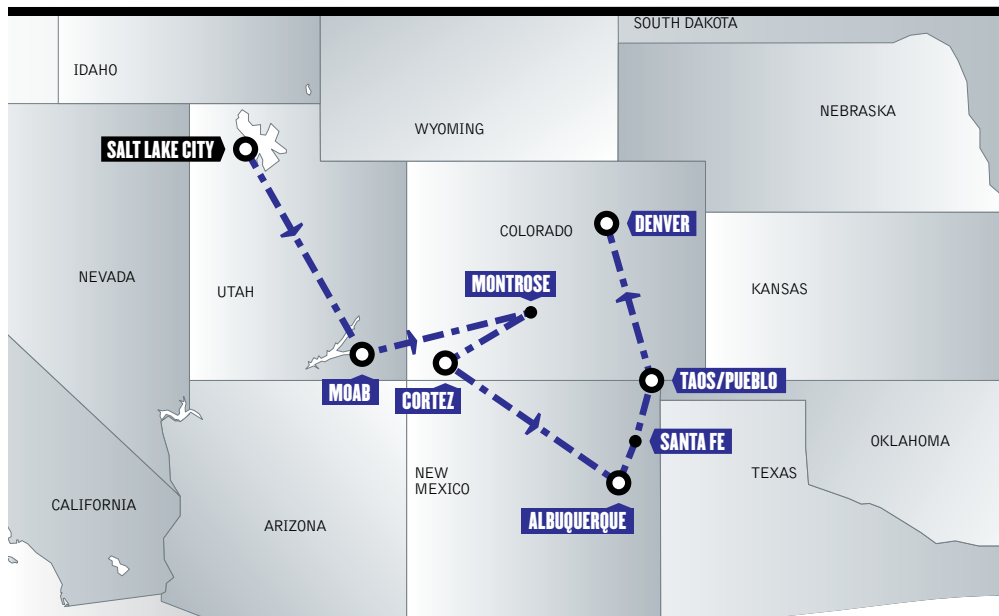 SOUTH DAKOTA
IDAHO
NEBRASKA
WYOMING
SALT LAKE CITY
COLORADO
DENVER
NEVADA
UTAH
MONTROSE
KANSAS
MOAB
CORTEZ
TAOS/PUEBLO
SANTA FE
OKLAHOMA
NEW
MEXICO
TEXAS
CALIFORNIA
ARIZONA
ALBUQUERQUE